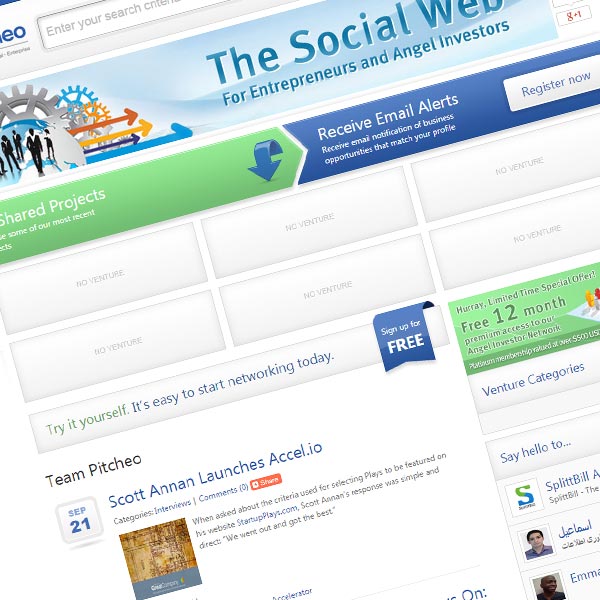 Enter your search criteria
The Social Web
For Entrepreneurs and Angel Investors
g+1
Receive Email Alerts
Receive email notification of business
opportunities that match your profile
Register now
Shared Projects
some of our most recent
NO VENTURE
NO VENTURE
NO VENTURE
NO VENTURE
NO VENTURE
NO VENTURE
Hurray, Limited Time Special Offer!
Free 12 month
premium access to our
Angel Investor Network
Platinum membership valued at over $500 USD
Sign up for
FREE
Try it yourself. It's easy to start networking today.
Venture Categories
Team Pitcheo
Say hello to...
SEP
21
Scott Annan Launches Accel.io
Categories: Interviews | Comments (0) Share
When asked about the criteria used for selecting Plays to be featured on
his website StartupPlays.com, Scott Annan's response was simple and
direct: "We went out and got the best."
SplittBill
SplittBill - The
اسماعيل
Emma
On: